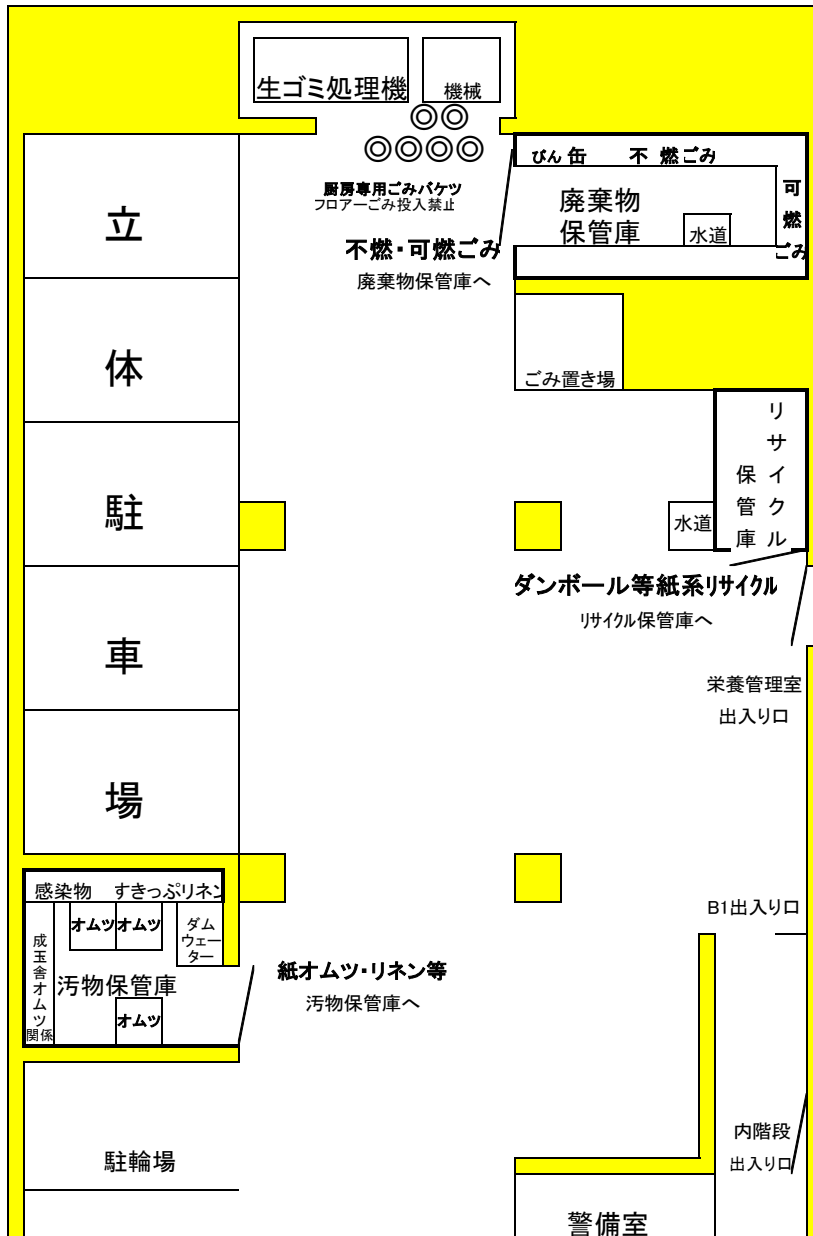 生ゴミ処理機
機械
◎◎
◎◎◎◎
厨房専用ごみバケツ
フロアーごみ投入禁止
不燃・可燃ごみ
廃棄物保管庫へ
びん 缶 不 燃ごみ
可燃ごみ
廃棄物
保管庫
水道
ごみ置き場
リサイクル
保管庫
水道
ダンボール等紙系リサイクル
リサイクル保管庫へ
栄養管理室
出入り口
立
体
駐
車
場
感染物 すきっぷリネン
オムツ
オムツ
ダム
ウェー
ター
成玉舎オムツ
関係
汚物保管庫
オムツ
紙オムツ・リネン等
汚物保管庫へ
B1出入り口
内階段
出入り口
駐輪場
警備室